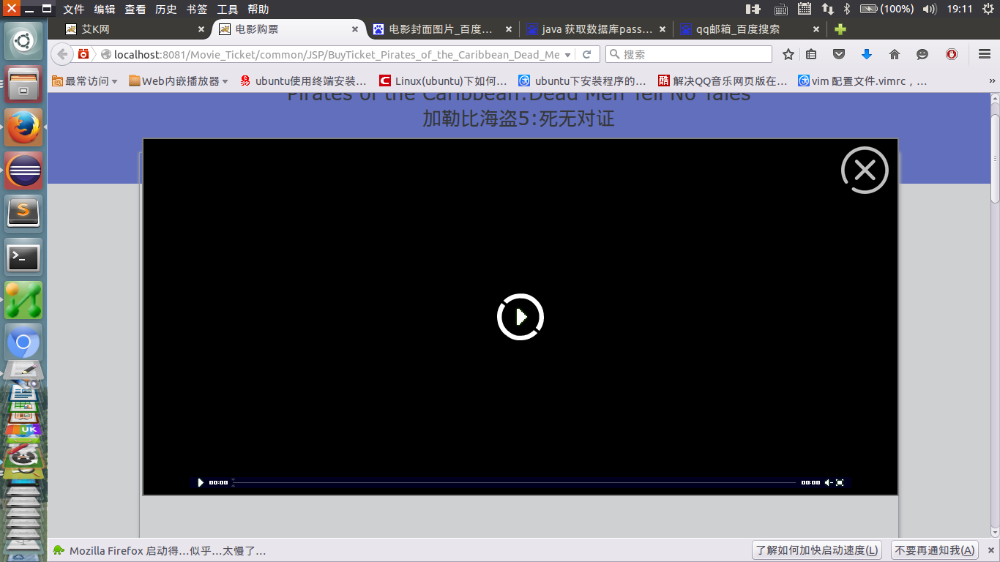 文件 编辑 查看 历史 书签 工具 帮助
(100%) 19:11
艾K网
电影购票
电影封面图片_百度...
java 获取数据库pass...
qq邮箱_百度搜索
localhost:8081/Movie_Ticket/common/JSP/BuyTicket_Pirates_of_the_Caribbean_Dead_Me
搜索
最常访问
Web内嵌播放器
ubuntu使用终端安装...
Linux(ubuntu)下如何...
ubuntu下安装程序的...
解决QQ音乐网页版在...
vim 配置文件.vimrc，...
Pirates of the Caribbean:Dead Men Tell No Tales
加勒比海盗5:死无对证
00:00
00:00
UK
Mozilla Firefox 启动得...似乎...太慢了...
了解如何加快启动速度(L)
不要再通知我(A)